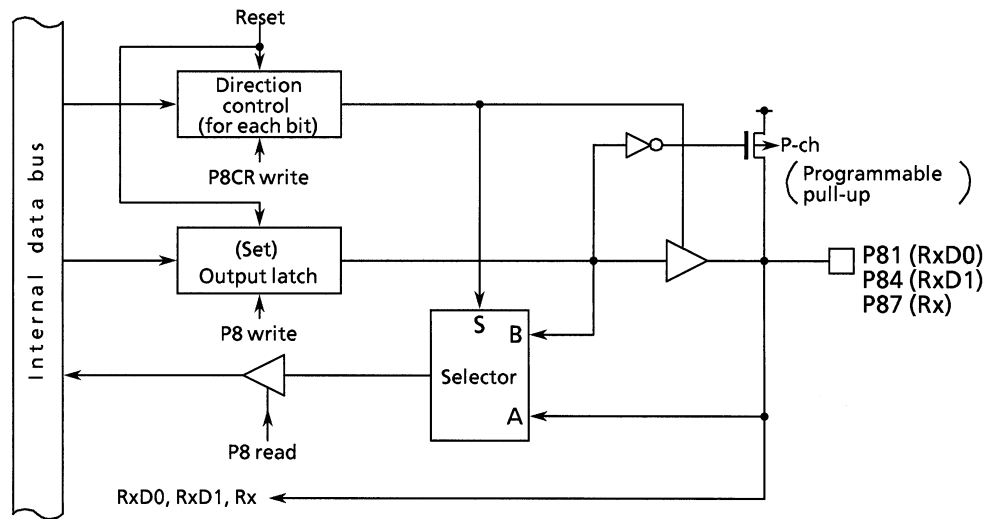 Reset
Internal data bus
Direction
control
(for each bit)
P8CR write
P-ch
(Programmable
pull-up)
(Set)
Output latch
P8 write
P81 (RxD0)
P84 (RxD1)
P87 (Rx)
S
B
Selector
A
P8 read
RxD0, RxD1, Rx